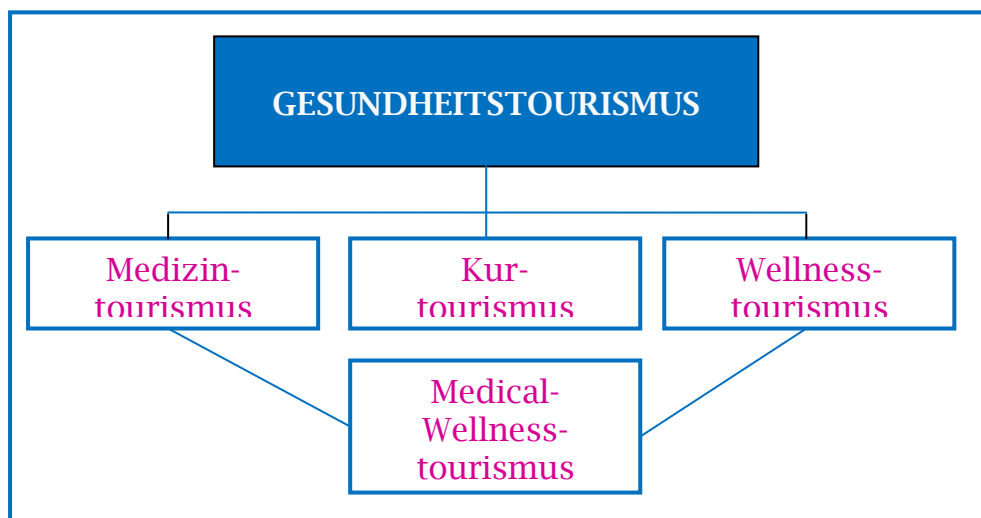 GESUNDHEITSTOURISMUS
Medizin-
tourismus
Kur-
tourismus
Wellness-
tourismus
Medical-
Wellness-
tourismus